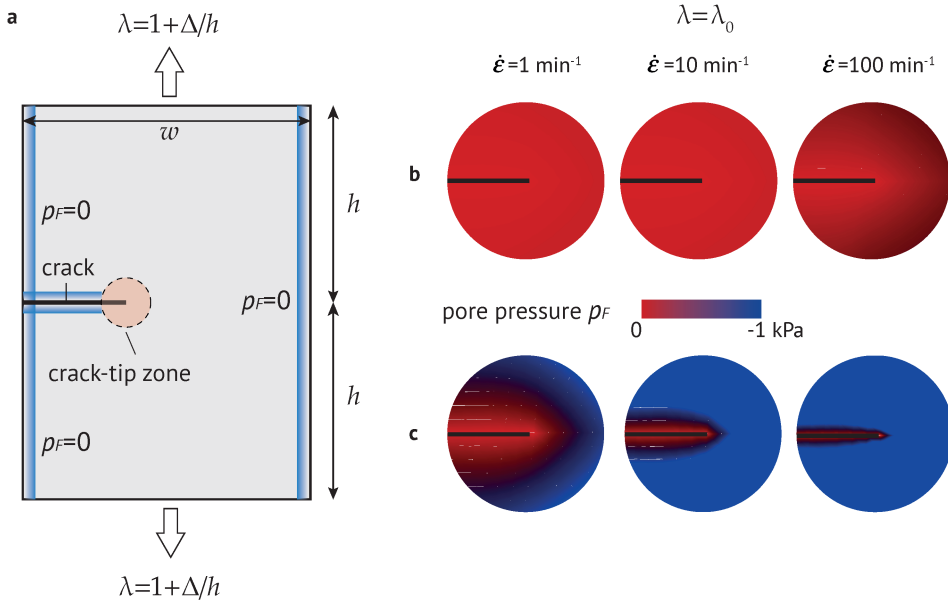 a
λ=1+Δ/h
w
h
pF=0
crack
pF=0
crack-tip zone
h
pF=0
λ=1+Δ/h
λ=λ0
ε̇=1 min-1
ε̇=10 min-1
ε̇=100 min-1
b
pore pressure pF
0
-1 kPa
c